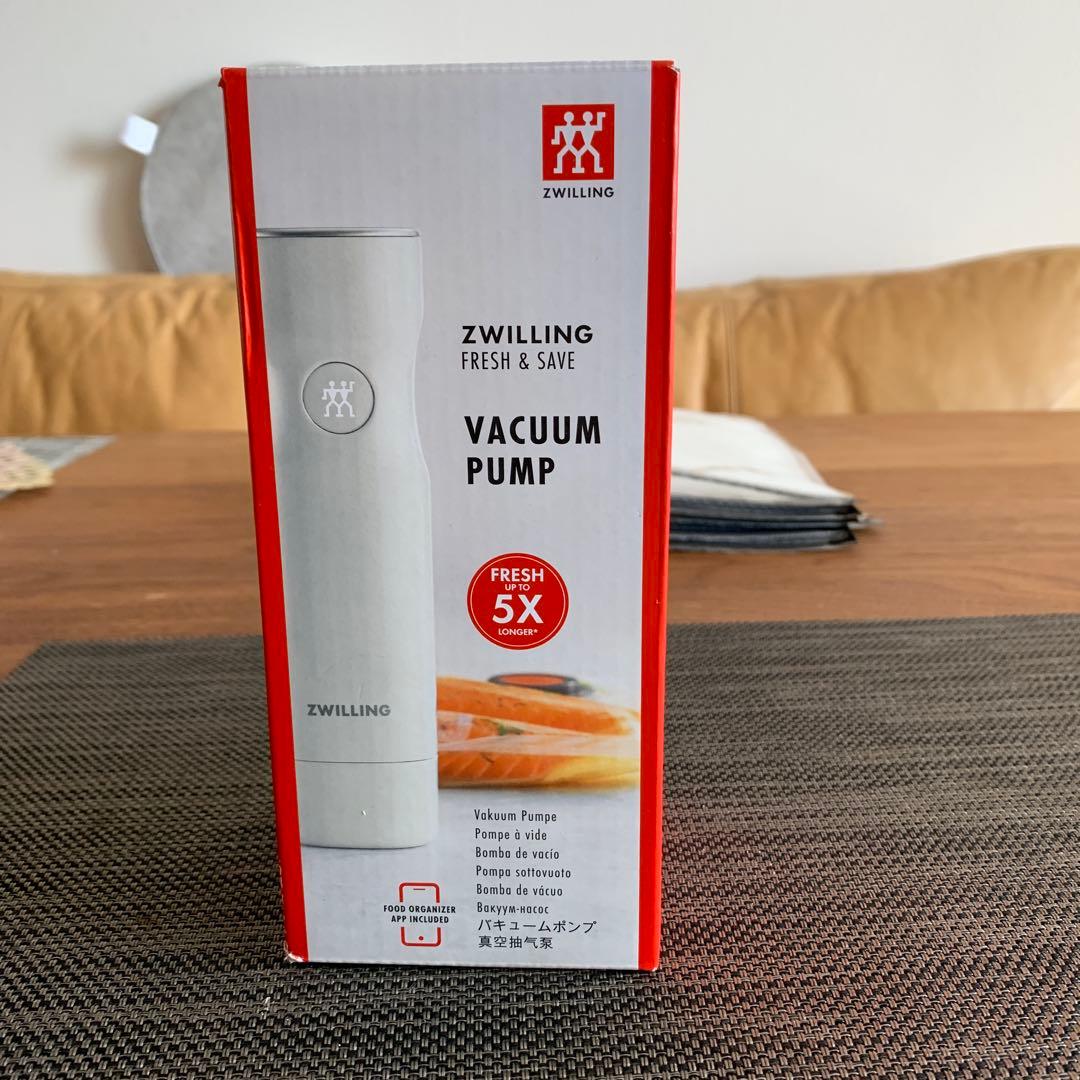 ZWILLING
ZWILLING
FRESH & SAVE
VACUUM
PUMP
FRESH
UP TO
5X
LONGER*
ZWILLING
Vakuum Pumpe
Pompe à vide
Bomba de vacío
Pompa sottovuoto
Bomba de vácuo
Вакуум-насос
バキュームポンプ
真空抽气泵
FOOD ORGANIZER
APP INCLUDED